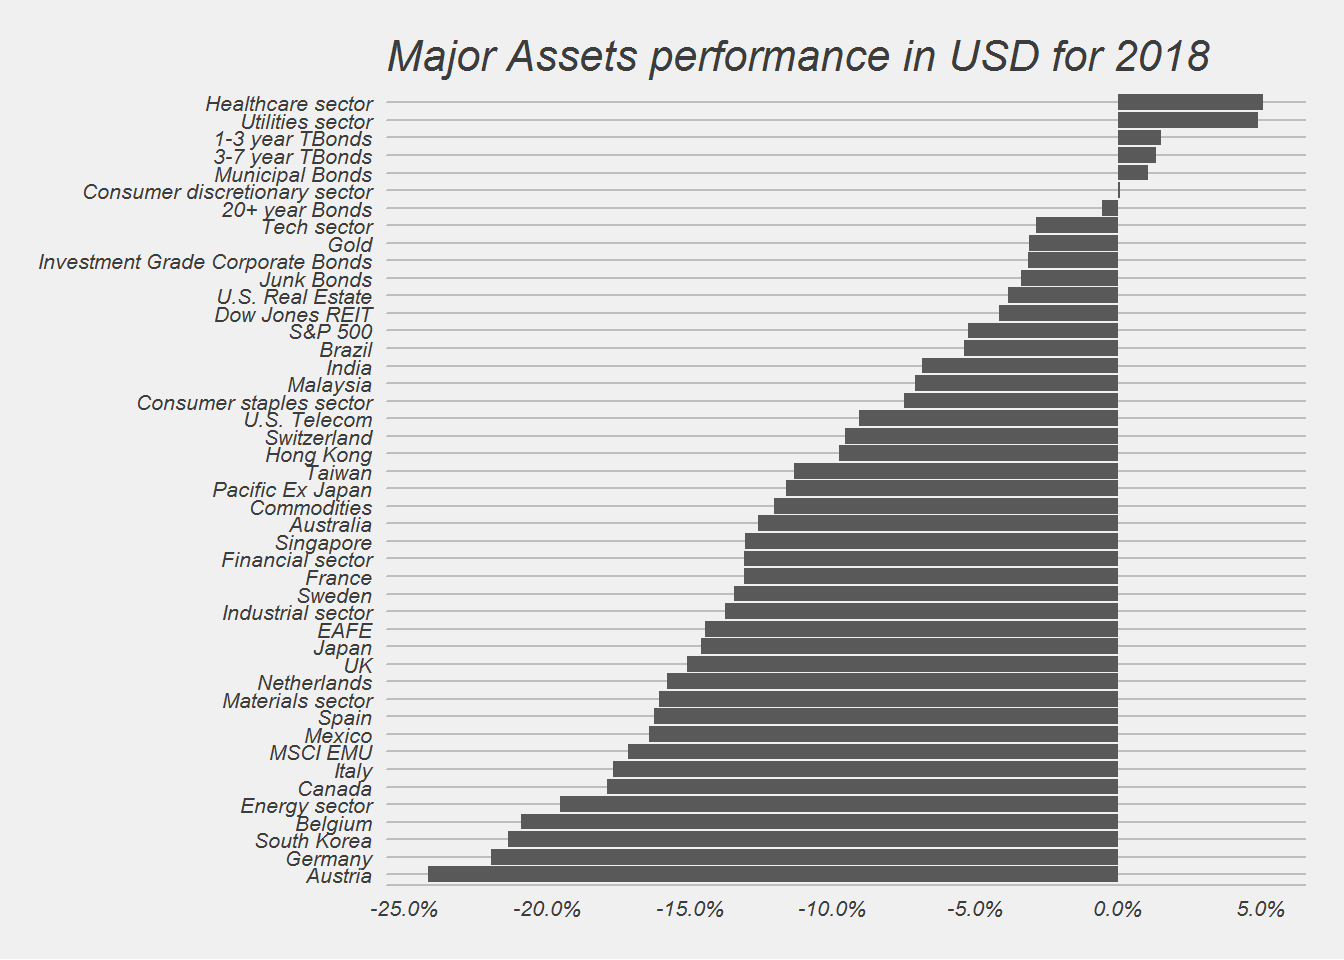 Major Assets performance in USD for 2018
Healthcare sector
Utilities sector
1-3 year TBonds
3-7 year TBonds
Municipal Bonds
Consumer discretionary sector
20+ year Bonds
Tech sector
Gold
Investment Grade Corporate Bonds
Junk Bonds
U.S. Real Estate
Dow Jones REIT
S&P 500
Brazil
India
Malaysia
Consumer staples sector
U.S. Telecom
Switzerland
Hong Kong
Taiwan
Pacific Ex Japan
Commodities
Australia
Singapore
Financial sector
France
Sweden
Industrial sector
EAFE
Japan
UK
Netherlands
Materials sector
Spain
Mexico
MSCI EMU
Italy
Canada
Energy sector
Belgium
South Korea
Germany
Austria
-25.0% -20.0% -15.0% -10.0% -5.0% 0.0% 5.0%